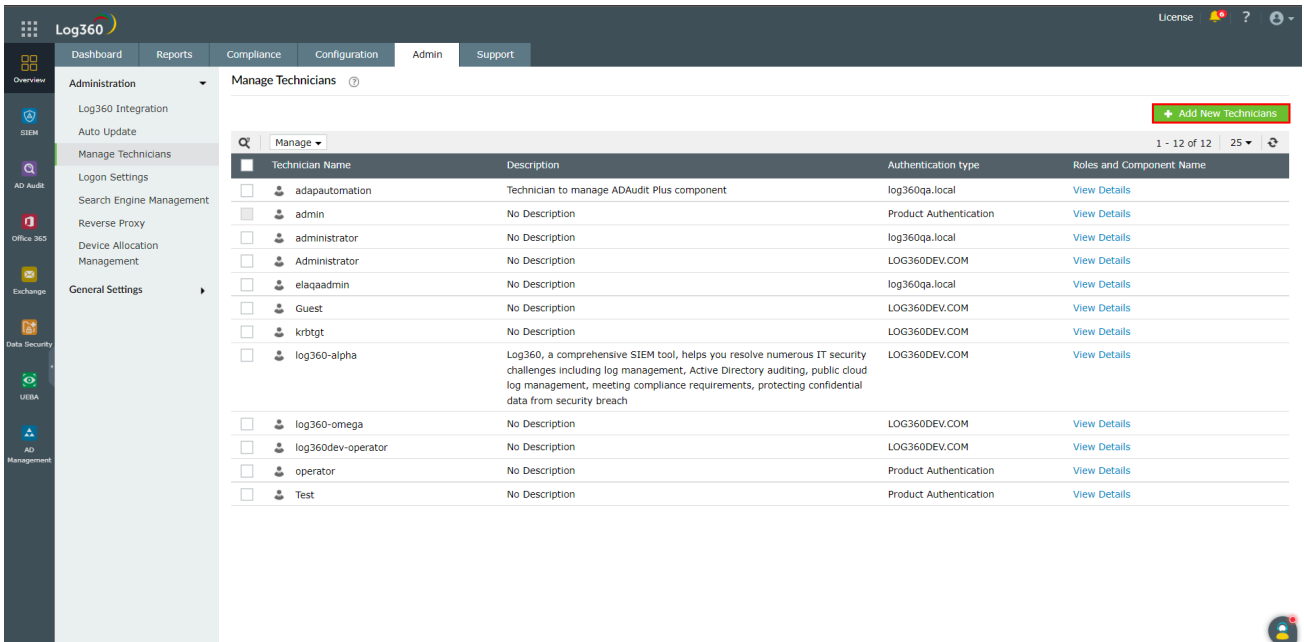 License 6 ?
Log360
Dashboard Reports Compliance Configuration Admin Support
Overview
SIEM
AD Audit
Office 365
Exchange
Data Security
UEBA
AD
Management
Administration
Log360 Integration
Auto Update
Manage Technicians
Logon Settings
Search Engine Management
Reverse Proxy
Device Allocation
Management
General Settings
Manage Technicians ?
+ Add New Technicians
Manage 1 - 12 of 12 25
Technician Name Description Authentication type Roles and Component Name
adapautomation Technician to manage ADAudit Plus component log360qa.local View Details
admin No Description Product Authentication View Details
administrator No Description log360qa.local View Details
Administrator No Description LOG360DEV.COM View Details
elaqaadmin No Description log360qa.local View Details
Guest No Description LOG360DEV.COM View Details
krbtgt No Description LOG360DEV.COM View Details
log360-alpha Log360, a comprehensive SIEM tool, helps you resolve numerous IT security LOG360DEV.COM View Details
challenges including log management, Active Directory auditing, public cloud
log management, meeting compliance requirements, protecting confidential
data from security breach
log360-omega No Description LOG360DEV.COM View Details
log360dev-operator No Description LOG360DEV.COM View Details
operator No Description Product Authentication View Details
Test No Description Product Authentication View Details